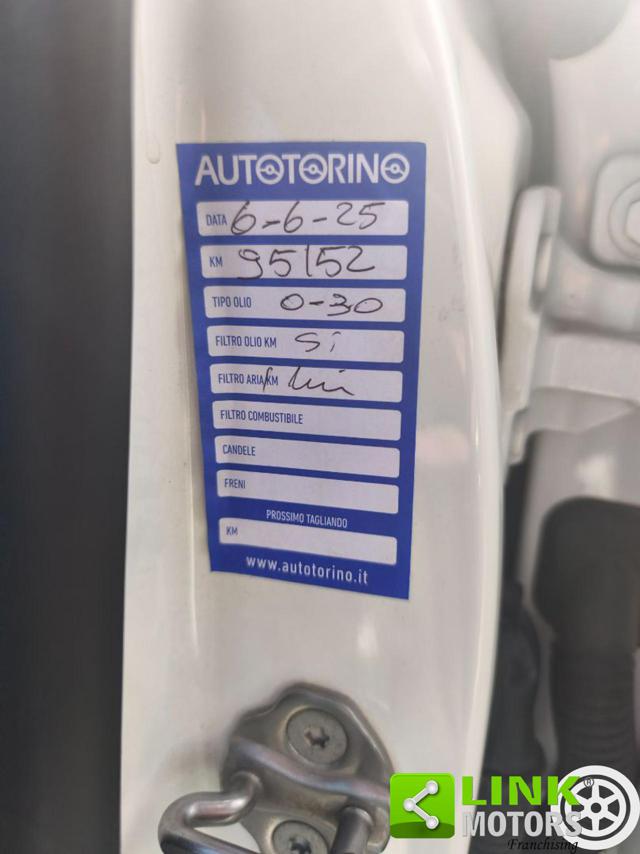 AUTOTORINO
DATA 6-6-25
KM 95152
TIPO OLIO 0-30
FILTRO OLIO KM Si
FILTRO ARIA KM
FILTRO COMBUSTIBILE
CANDELE
FRENI
PROSSIMO TAGLIANDO
KM
www.autotorino.it
LINK
MOTORS
Franchising